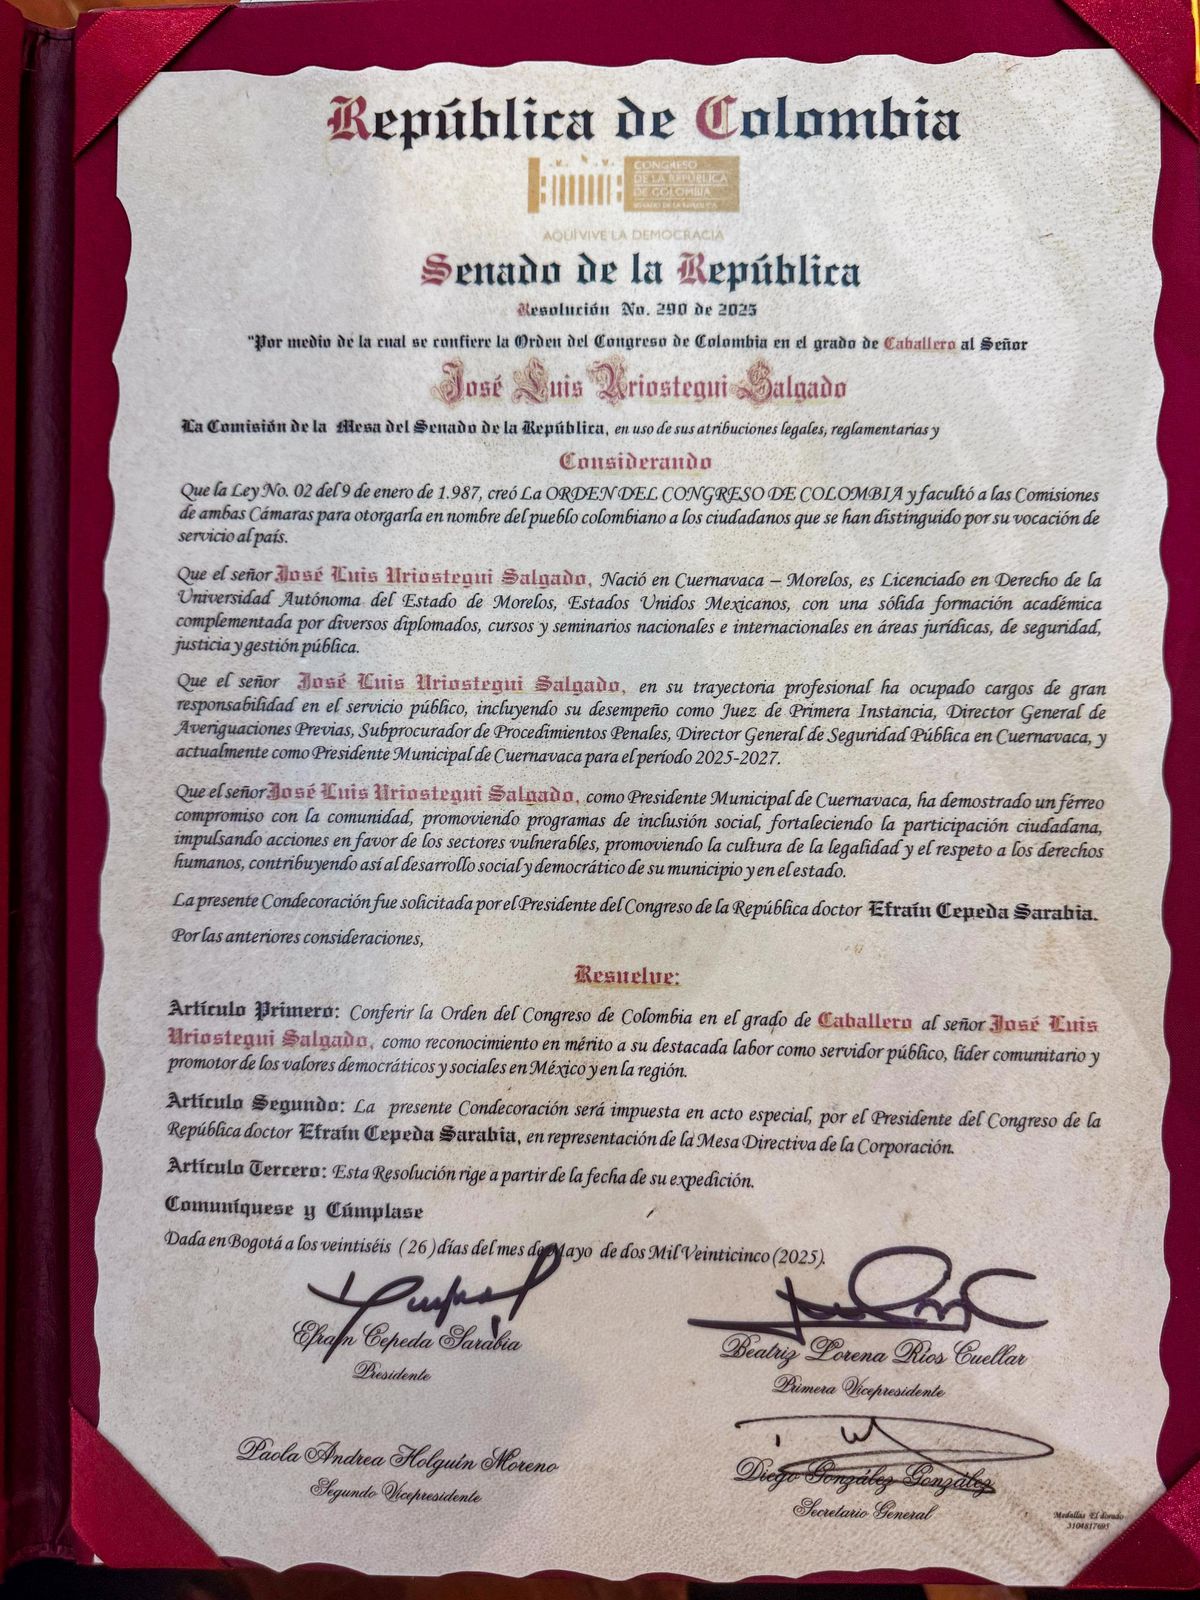 República de Colombia
CONGRESO
DE LA REPÚBLICA
DE COLOMBIA
SENADO DE LA REPÚBLICA
AQUÍ VIVE LA DEMOCRACIA
Senado de la República
Resolución No. 290 de 2025
"Por medio de la cual se confiere la Orden del Congreso de Colombia en el grado de Caballero al Señor
José Luis Uriostegui Salgado
La Comisión de la Mesa del Senado de la República, en uso de sus atribuciones legales, reglamentarias y
Considerando
Que la Ley No. 02 del 9 de enero de 1.987, creó La ORDEN DEL CONGRESO DE COLOMBIA y facultó a las Comisiones
de ambas Cámaras para otorgarla en nombre del pueblo colombiano a los ciudadanos que se han distinguido por su vocación de
servicio al país.
Que el señor José Luis Uriostegui Salgado, Nació en Cuernavaca – Morelos, es Licenciado en Derecho de la
Universidad Autónoma del Estado de Morelos, Estados Unidos Mexicanos, con una sólida formación académica
complementada por diversos diplomados, cursos y seminarios nacionales e internacionales en áreas jurídicas, de seguridad,
justicia y gestión pública.
Que el señor José Luis Uriostegui Salgado, en su trayectoria profesional ha ocupado cargos de gran
responsabilidad en el servicio público, incluyendo su desempeño como Juez de Primera Instancia, Director General de
Averiguaciones Previas, Subprocurador de Procedimientos Penales, Director General de Seguridad Pública en Cuernavaca, y
actualmente como Presidente Municipal de Cuernavaca para el período 2025-2027.
Que el señor José Luis Uriostegui Salgado, como Presidente Municipal de Cuernavaca, ha demostrado un férreo
compromiso con la comunidad, promoviendo programas de inclusión social, fortaleciendo la participación ciudadana,
impulsando acciones en favor de los sectores vulnerables, promoviendo la cultura de la legalidad y el respeto a los derechos
humanos, contribuyendo así al desarrollo social y democrático de su municipio y en el estado.
La presente Condecoración fue solicitada por el Presidente del Congreso de la República doctor Efraín Cepeda Sarabia.
Por las anteriores consideraciones,
Resuelve:
Artículo Primero: Conferir la Orden del Congreso de Colombia en el grado de Caballero al señor José Luis
Uriostegui Salgado, como reconocimiento en mérito a su destacada labor como servidor público, líder comunitario y
promotor de los valores democráticos y sociales en México y en la región.
Artículo Segundo: La presente Condecoración será impuesta en acto especial, por el Presidente del Congreso de la
República doctor Efraín Cepeda Sarabia, en representación de la Mesa Directiva de la Corporación.
Artículo Tercero: Esta Resolución rige a partir de la fecha de su expedición.
Comuníquese y Cúmplase
Dada en Bogotá a los veintiséis (26) días del mes de Mayo de dos Mil Veinticinco (2025).
Efraín Cepeda Sarabia
Presidente
Beatriz Lorena Ríos Cuellar
Primera Vicepresidente
Paola Andrea Holguín Moreno
Segundo Vicepresidente
Diego González González
Secretario General
Medallas El dorado
3104817695